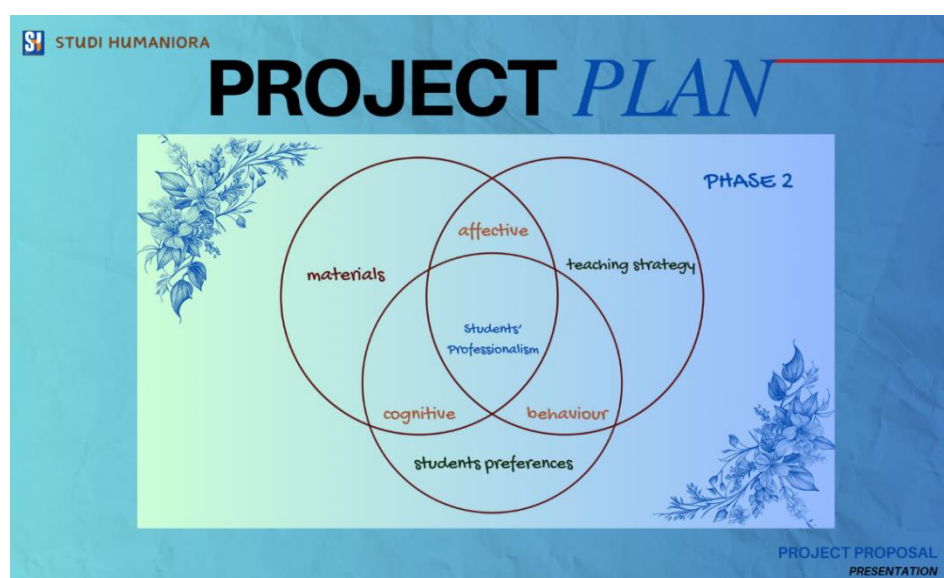 SH STUDI HUMANIORA
PROJECT PLAN
PHASE 2
affective
materials
teaching strategy
Students'
Professionalism
cognitive
behaviour
students preferences
PROJECT PROPOSAL
PRESENTATION